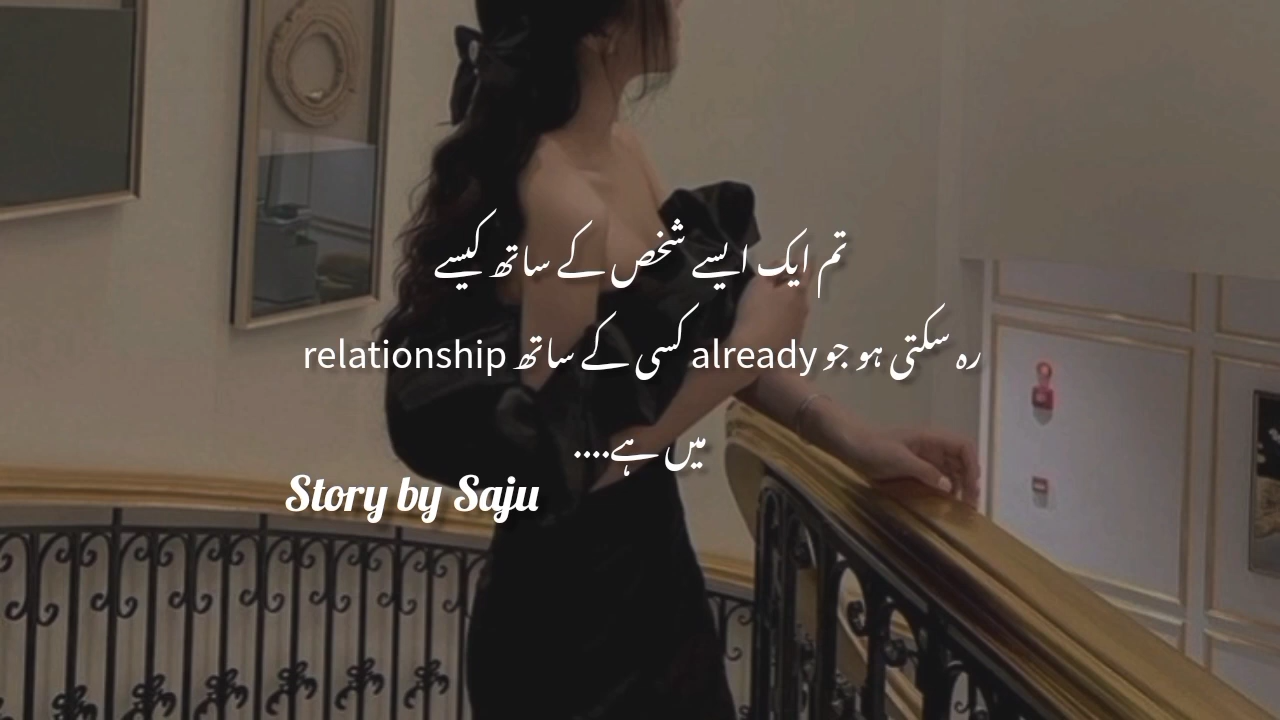 تم ایک ایسے شخص کے ساتھ کیسے
رہ سکتی ہو جو already کسی کے ساتھ relationship
میں ہے....
Story by Saju